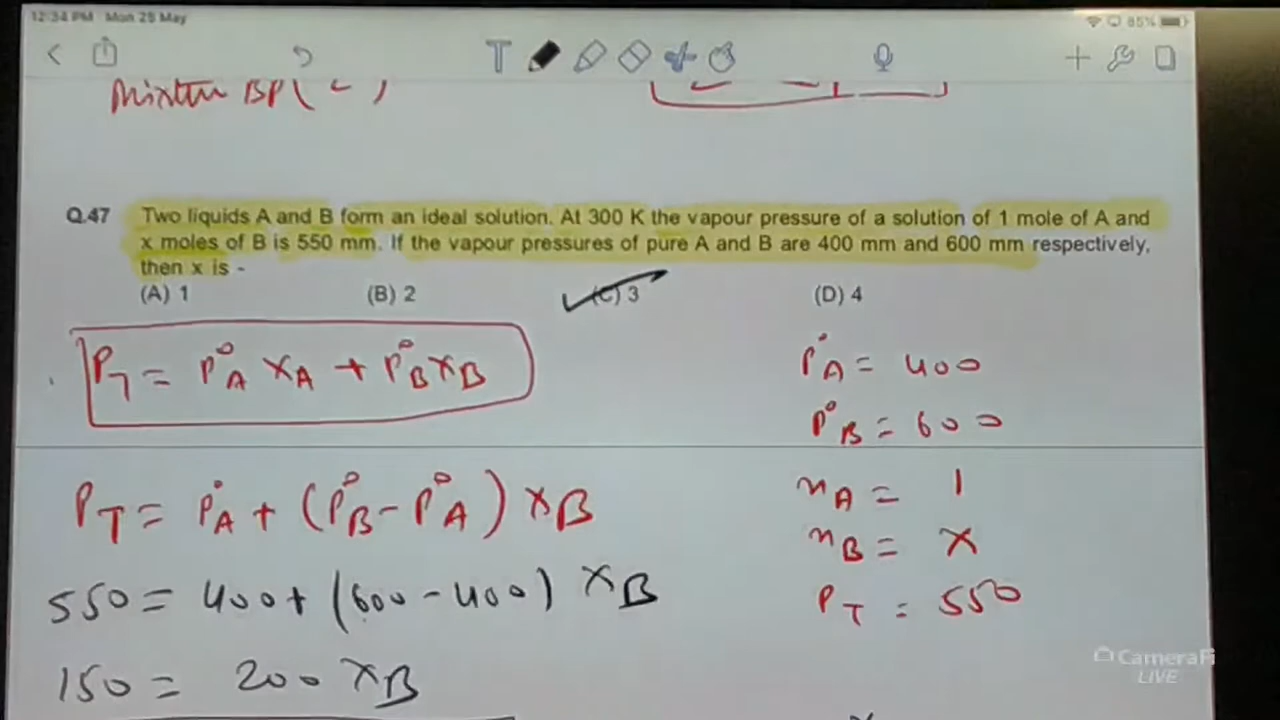 12:34 PM Mon 25 May
85%
Mixture BP( - )
Q.47 Two liquids A and B form an ideal solution. At 300 K the vapour pressure of a solution of 1 mole of A and
x moles of B is 550 mm. If the vapour pressures of pure A and B are 400 mm and 600 mm respectively,
then x is -
(A) 1 (B) 2 (C) 3 (D) 4
P_T = P°_A X_A + P°_B X_B
P°_A = 400
P°_B = 600
P_T = P°_A + (P°_B - P°_A) X_B
n_A = 1
n_B = x
550 = 400 + (600 - 400) X_B
P_T = 550
150 = 200 X_B
CameraFi
LIVE